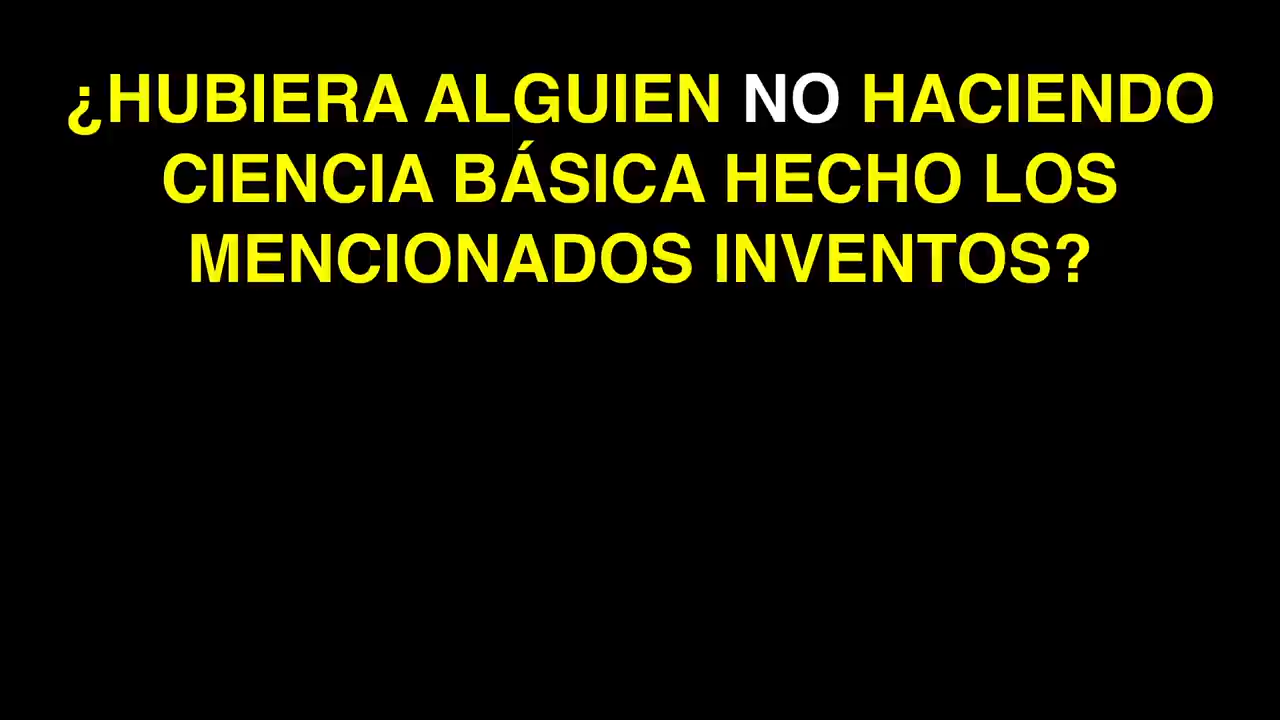 ¿HUBIERA ALGUIEN NO HACIENDO
CIENCIA BÁSICA HECHO LOS
MENCIONADOS INVENTOS?